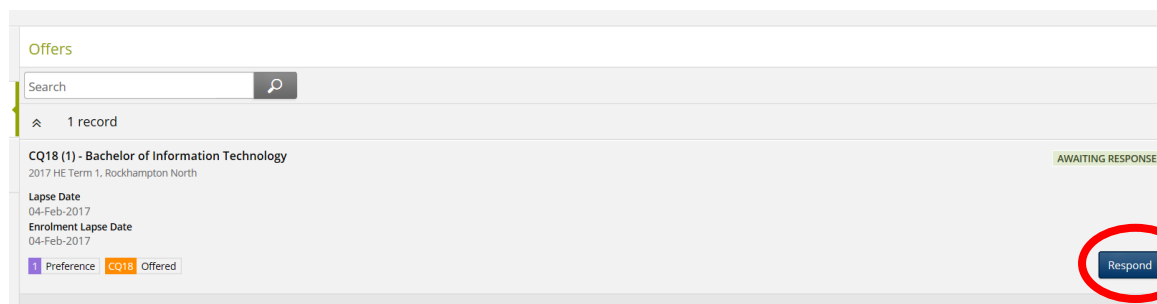 Offers
Search
1 record
CQ18 (1) - Bachelor of Information Technology
AWAITING RESPONSE
2017 HE Term 1, Rockhampton North
Lapse Date
04-Feb-2017
Enrolment Lapse Date
04-Feb-2017
1 Preference CQ18 Offered
Respond